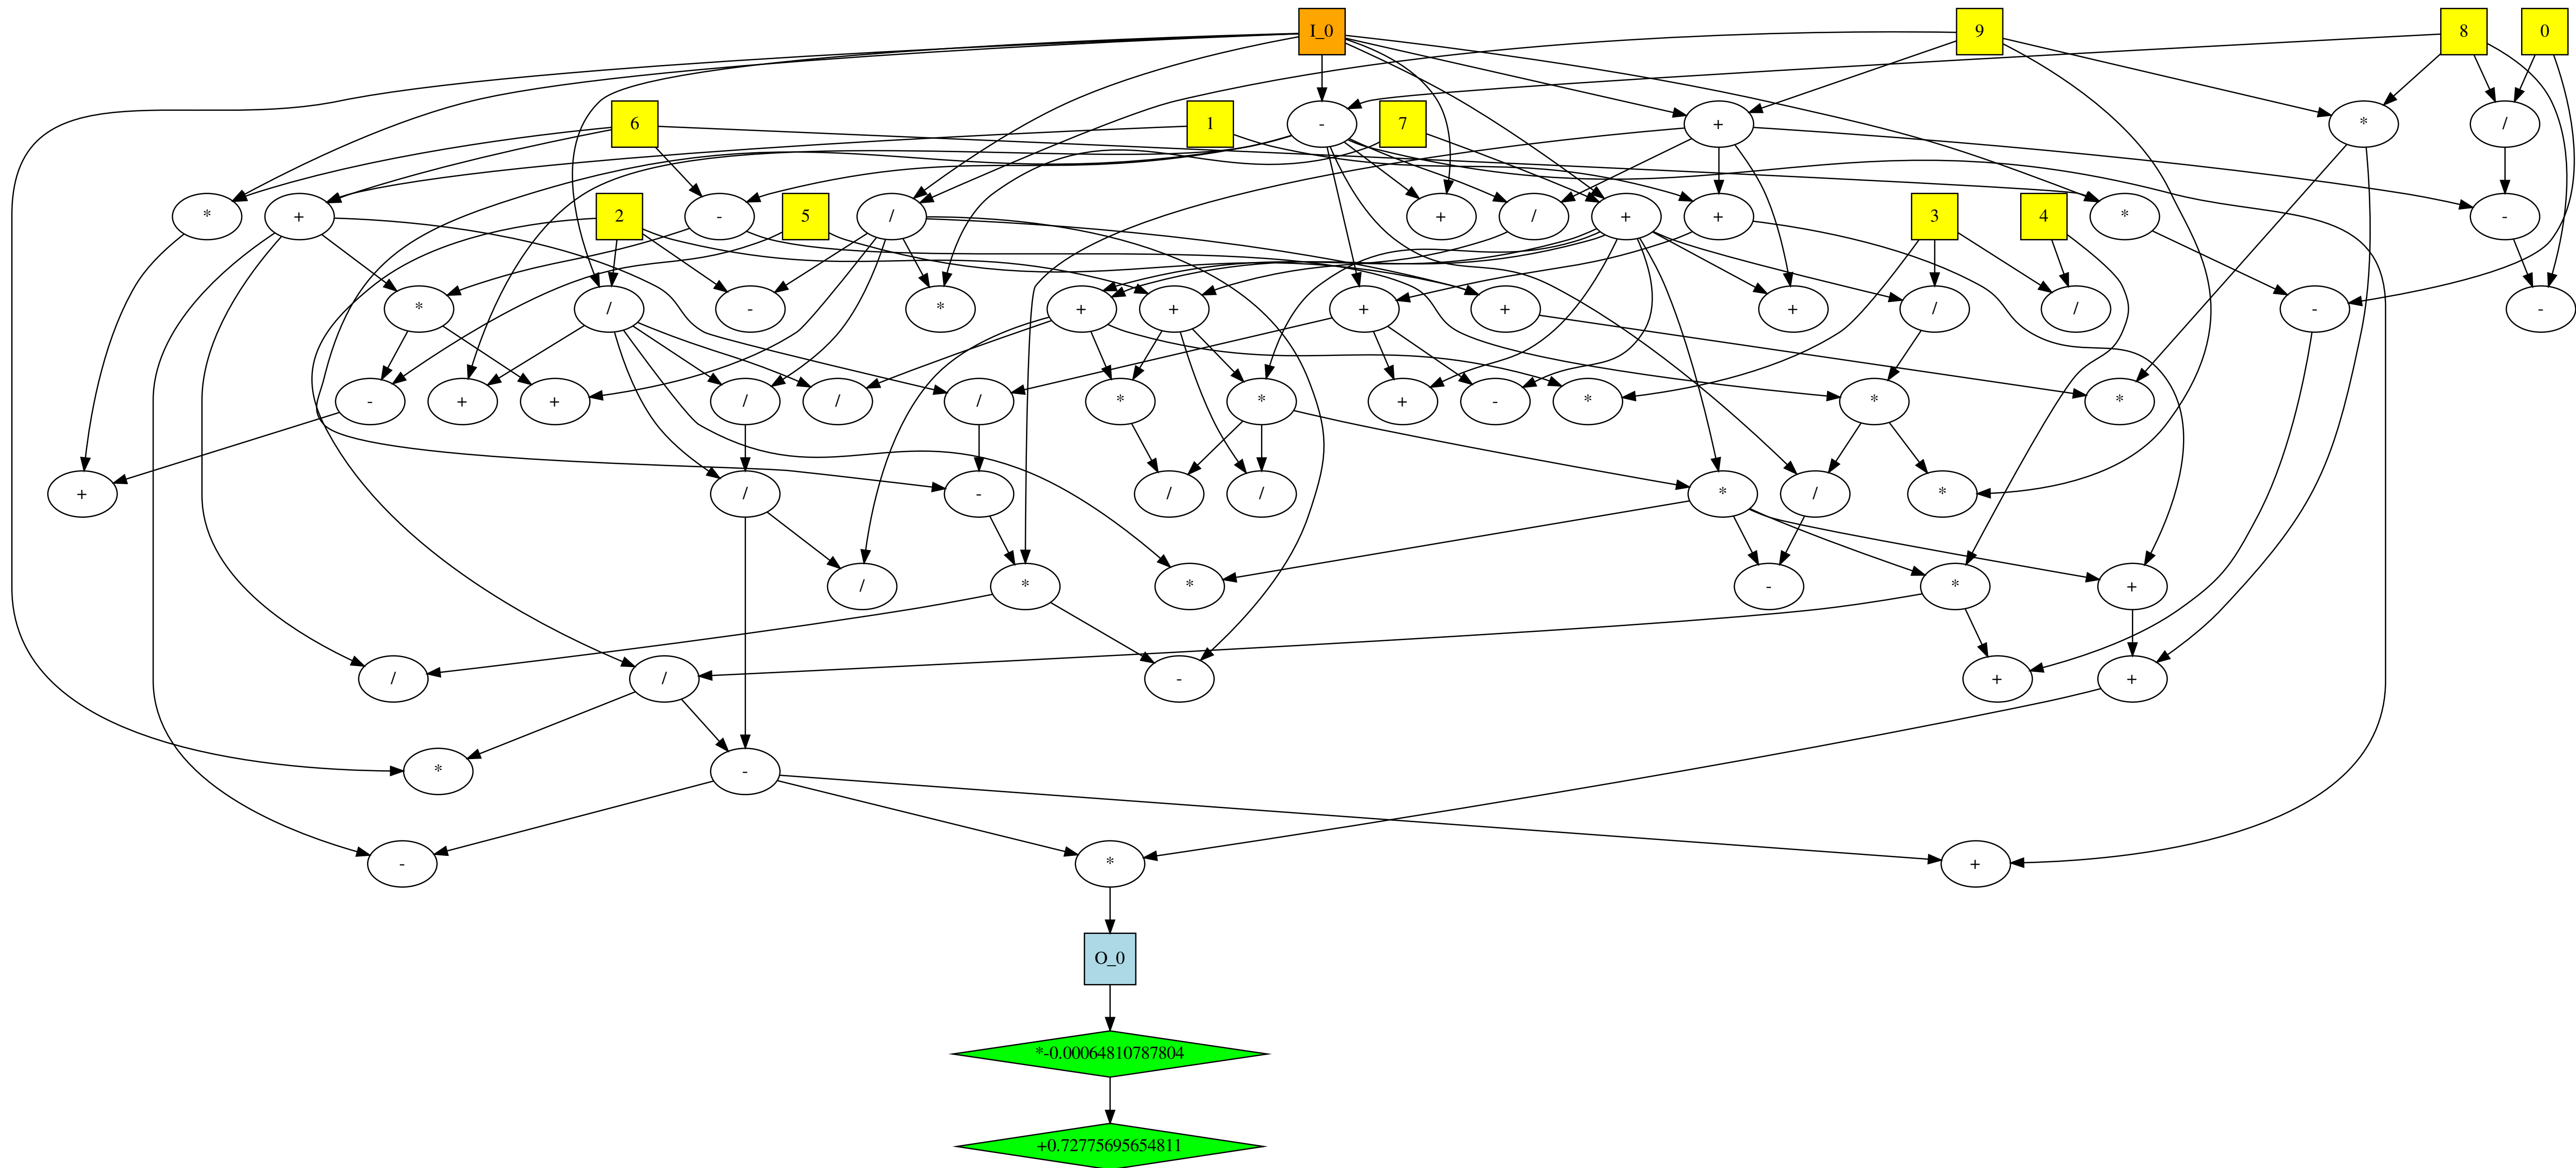 I_0 9 8 0
6 1 - 7 + * /
* + 2 - 5 / + / + + 3 4 * -
* / - * + + + + + / / - -
- + + / / / * * + - * * *
+ / - / / * / *
/ * * - * +
/ / - + +
* -
- * +
O_0
*-0.00064810787804
+0.72775695654811